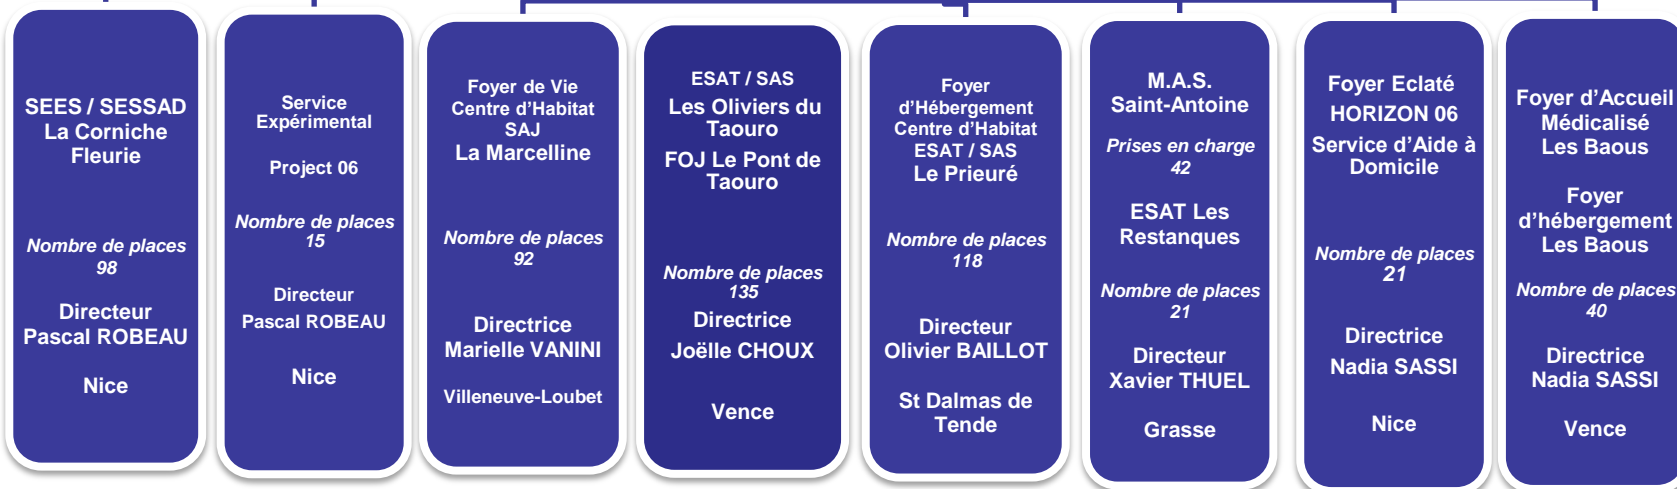 SEES / SESSAD
La Corniche
Fleurie
Nombre de places
98
Directeur
Pascal ROBEAU
Nice
Service
Expérimental
Project 06
Nombre de places
15
Directeur
Pascal ROBEAU
Nice
Foyer de Vie
Centre d'Habitat
SAJ
La Marcelline
Nombre de places
92
Directrice
Marielle VANINI
Villeneuve-Loubet
ESAT / SAS
Les Oliviers du
Taouro
FOJ Le Pont de
Taouro
Nombre de places
135
Directrice
Joëlle CHOUX
Vence
Foyer
d'Hébergement
Centre d'Habitat
ESAT / SAS
Le Prieuré
Nombre de places
118
Directeur
Olivier BAILLOT
St Dalmas de
Tende
M.A.S.
Saint-Antoine
Prises en charge
42
ESAT Les
Restanques
Nombre de places
21
Directeur
Xavier THUEL
Grasse
Foyer Eclaté
HORIZON 06
Service d'Aide à
Domicile
Nombre de places
21
Directrice
Nadia SASSI
Nice
Foyer d'Accueil
Médicalisé
Les Baous
Foyer
d'hébergement
Les Baous
Nombre de places
40
Directrice
Nadia SASSI
Vence